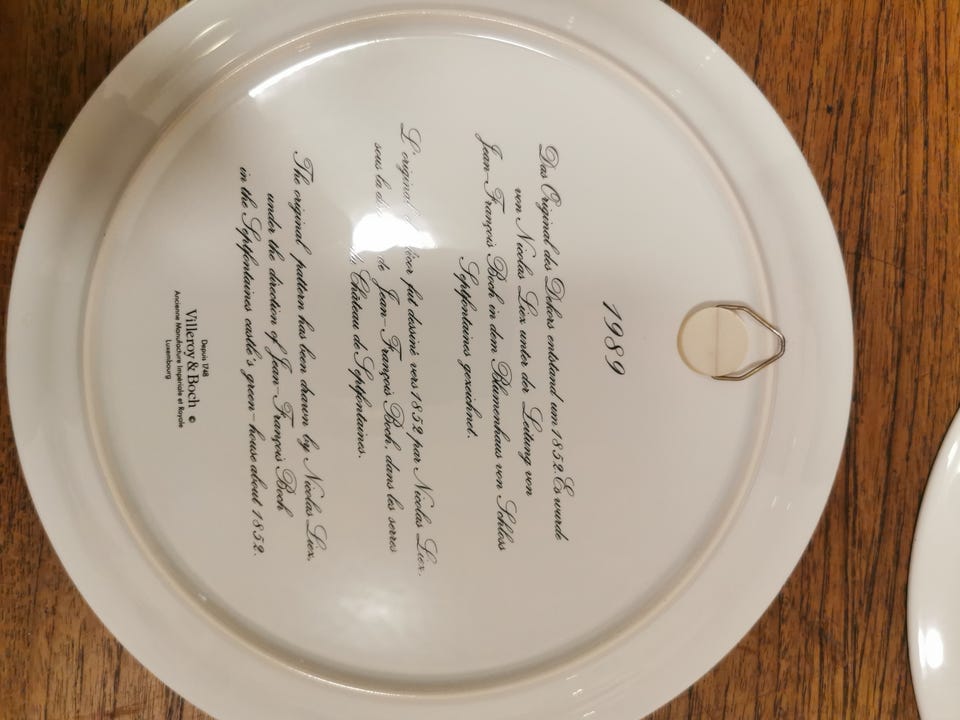 1989
Das Original des Dekors entstand um 1852. Es wurde
von Nicolas Liex unter der Leitung von
Jean-François Boch in dem Blumenhaus von Schloss
Septfontaines gezeichnet.
L'original décor fut dessiné vers 1852 par Nicolas Liex,
sous la de Jean-François Boch, dans les serres
du Château de Septfontaines.
The original pattern has been drawn by Nicolas Liex,
under the direction of Jean-François Boch
in the Septfontaines castle's green-house about 1852.
Depuis 1748
Villeroy & Boch ©
Ancienne Manufacture Impériale et Royale
Luxembourg